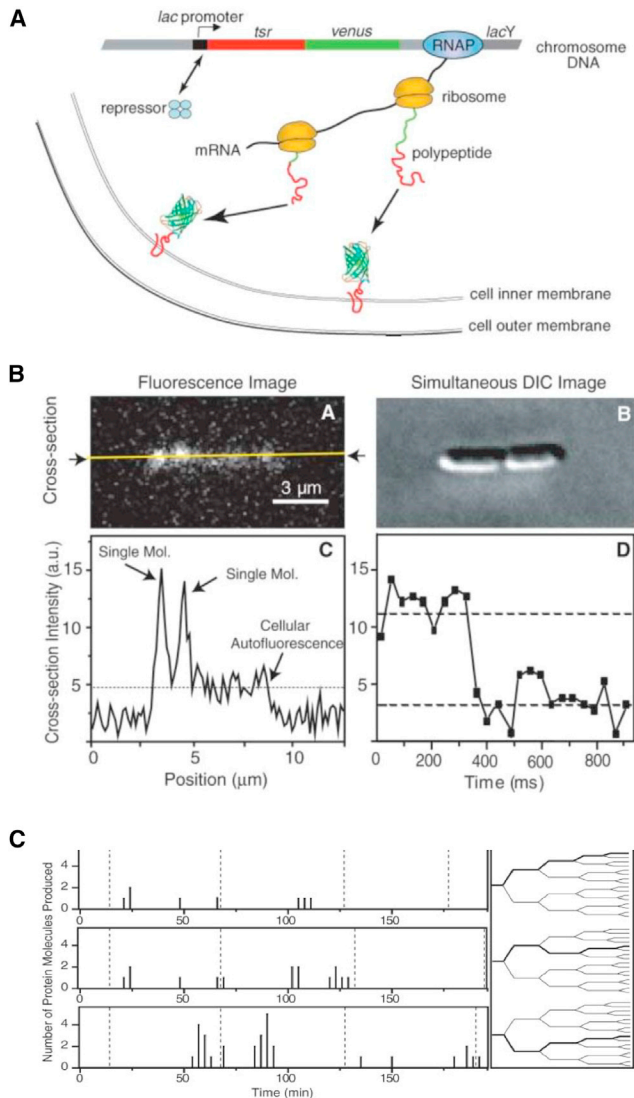 A
lac promoter
tsr
venus
RNAP
lacY
chromosome
DNA
repressor
ribosome
mRNA
polypeptide
cell inner membrane
cell outer membrane
B
Fluorescence Image
Simultaneous DIC Image
Cross-section
A
3 μm
B
Cross-section Intensity (a.u.)
15
10
5
C
Single Mol.
Single Mol.
Cellular
Autofluorescence
0 5 10
Position (μm)
D
15
10
5
0 200 400 600 800
Time (ms)
C
Number of Protein Molecules Produced
4
2
0
0 50 100 150
4
2
0
0 50 100 150
4
2
0
0 50 100 150
Time (min)